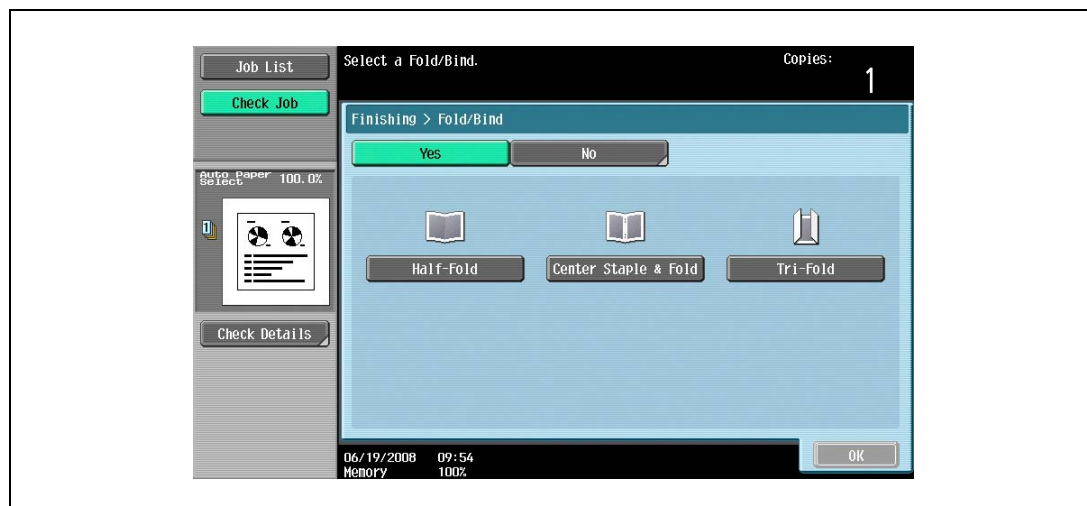 Job List
Check Job
Select a Fold/Bind.
Copies:
1
Finishing > Fold/Bind
Yes
No
Auto Paper
Select
100.0%
1
Half-Fold
Center Staple & Fold
Tri-Fold
Check Details
06/19/2008 09:54
Memory 100%
OK